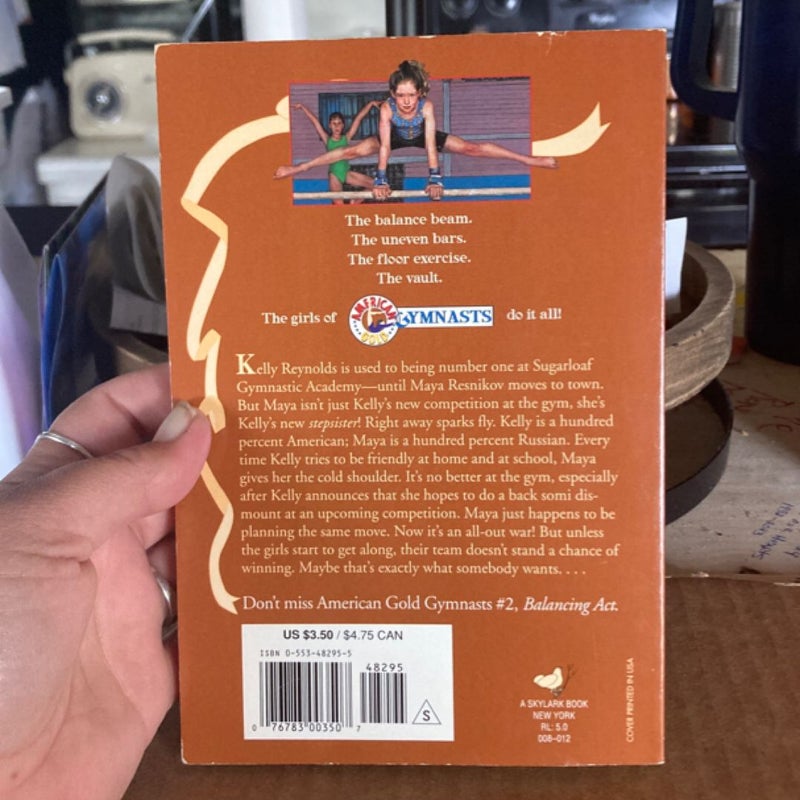 The balance beam.
The uneven bars.
The floor exercise.
The vault.
The girls of AMERICAN GOLD GYMNASTS do it all!
Kelly Reynolds is used to being number one at Sugarloaf
Gymnastic Academy—until Maya Resnikov moves to town.
But Maya isn't just Kelly's new competition at the gym, she's
Kelly's new stepsister! Right away sparks fly. Kelly is a hundred
percent American; Maya is a hundred percent Russian. Every
time Kelly tries to be friendly at home and at school, Maya
gives her the cold shoulder. It's no better at the gym, especially
after Kelly announces that she hopes to do a back somi dis-
mount at an upcoming competition. Maya just happens to be
planning the same move. Now it's an all-out war! But unless
the girls start to get along, their team doesn't stand a chance of
winning. Maybe that's exactly what somebody wants. . . .
Don't miss American Gold Gymnasts #2, Balancing Act.
US $3.50 / $4.75 CAN
ISBN 0-553-48295-5
48295
0 76783 00350 7
S
A SKYLARK BOOK
NEW YORK
RL: 5.0
008-012
COVER PRINTED IN USA